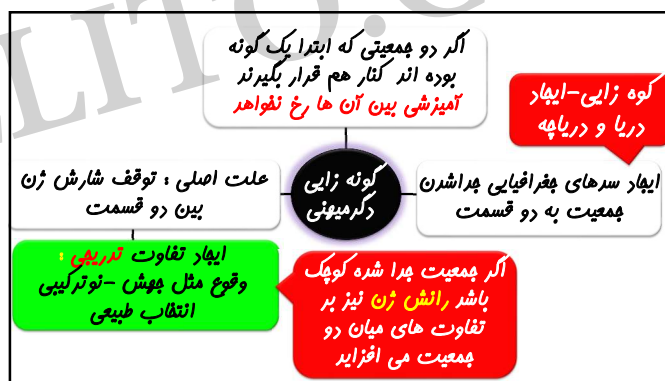 ELITO.C
اگر دو جمعیتی که ابتدا یک گونه
بوده اند کنار هم قرار بگیرند
آمیزشی بین آن ها رخ نخواهد
کوه زایی-ایجاد
دریا و دریاچه
گونه زایی
دگرمیهنی
ایجاد سدهای جغرافیایی جداشدن
جمعیت به دو قسمت
علت اصلی : توقف شارش ژن
بین دو قسمت
ایجاد تفاوت تدریجی :
وقوع مثل جهش -نوترکیبی
انتخاب طبیعی
اگر جمعیت جدا شده کوچک
باشد رانش ژن نیز بر
تفاوت های میان دو
جمعیت می افزاید